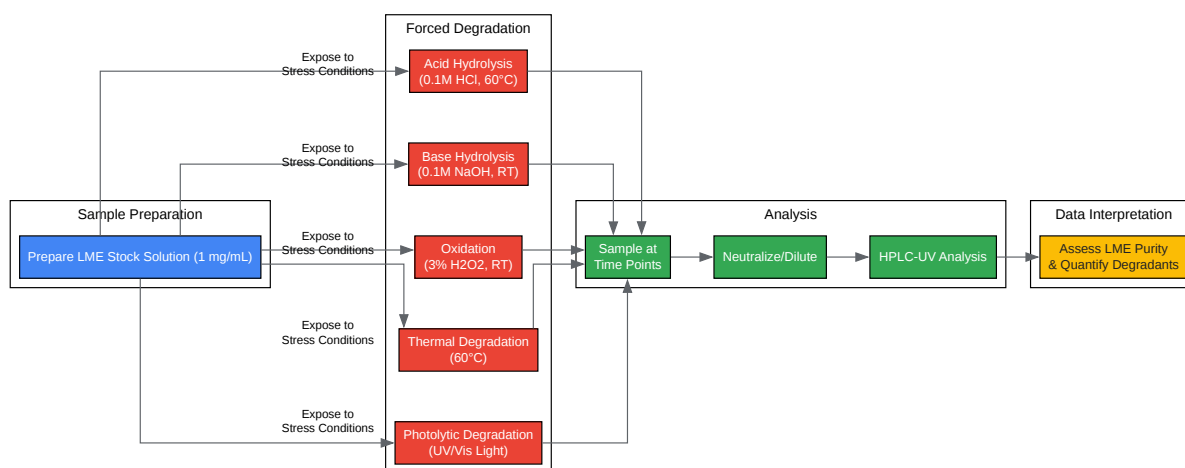 Forced Degradation
Expose to
Stress Conditions
Acid Hydrolysis
(0.1M HCl, 60°C)
Expose to
Stress Conditions
Base Hydrolysis
(0.1M NaOH, RT)
Sample Preparation
Prepare LME Stock Solution (1 mg/mL)
Expose to
Stress Conditions
Oxidation
(3% H2O2, RT)
Expose to
Stress Conditions
Thermal Degradation
(60°C)
Expose to
Stress Conditions
Photolytic Degradation
(UV/Vis Light)
Analysis
Sample at
Time Points
Neutralize/Dilute
HPLC-UV Analysis
Data Interpretation
Assess LME Purity
& Quantify Degradants